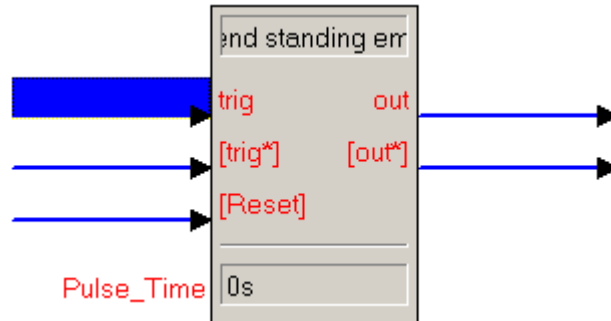 end standing em
trig out
[trig*] [out*]
[Reset]
Pulse_Time 0s